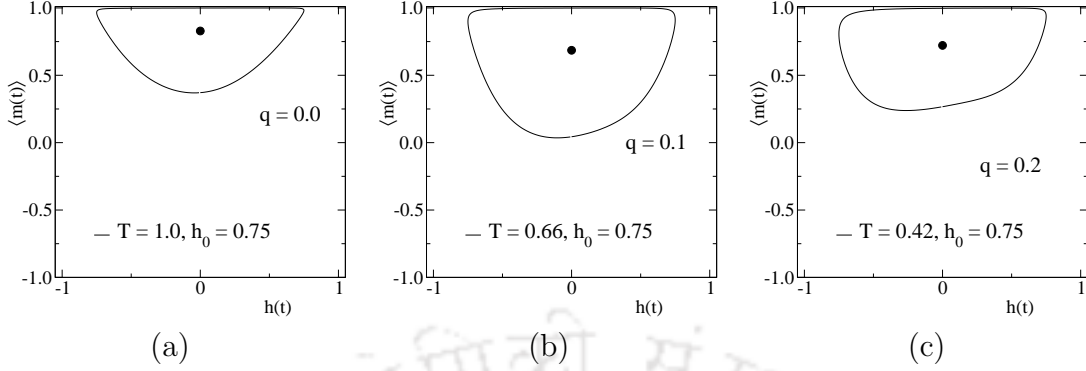 1.0
0.5
0.0
-0.5
-1.0
⟨m(t)⟩
q = 0.0
— T = 1.0, h₀ = 0.75
-1 0 1
h(t)
(a)
1.0
0.5
0.0
-0.5
-1.0
⟨m(t)⟩
q = 0.1
— T = 0.66, h₀ = 0.75
-1 0 1
h(t)
(b)
1.0
0.5
0.0
-0.5
-1.0
⟨m(t)⟩
q = 0.2
— T = 0.42, h₀ = 0.75
-1 0 1
h(t)
(c)